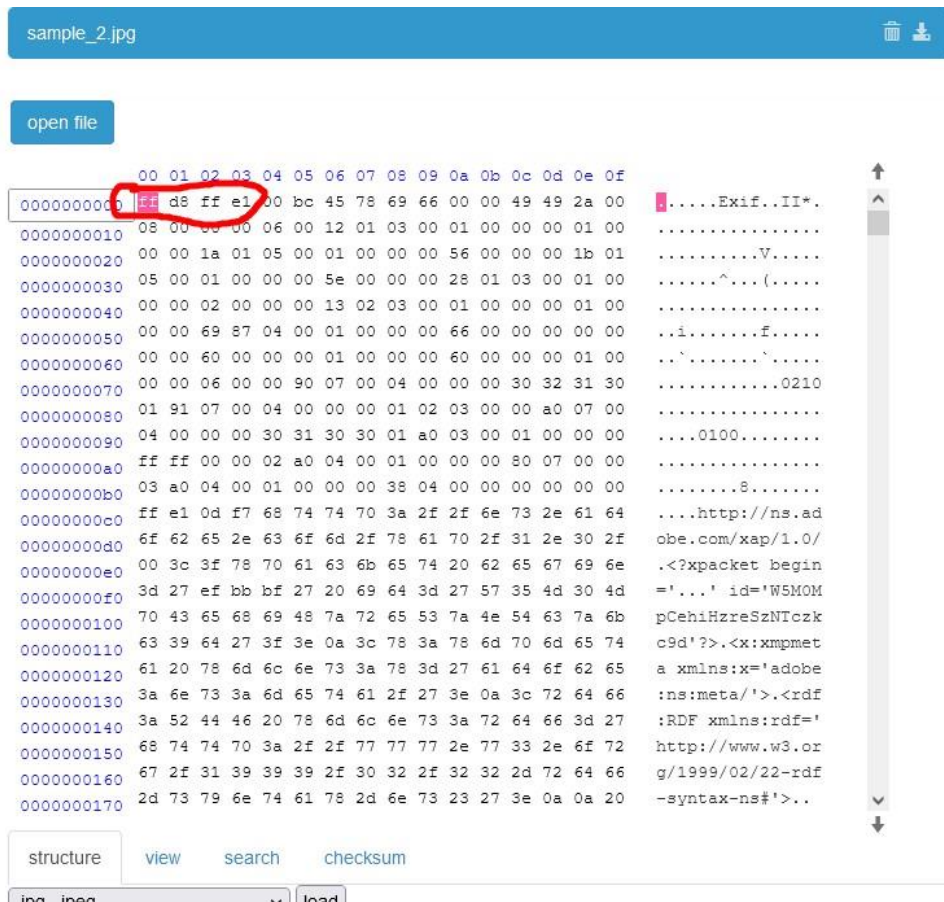 sample_2.jpg
open file
00 01 02 03 04 05 06 07 08 09 0a 0b 0c 0d 0e 0f
0000000000 ff d8 ff e1 00 bc 45 78 69 66 00 00 49 49 2a 00 ......Exif..II*.
0000000010 08 00 00 00 06 00 12 01 03 00 01 00 00 00 01 00 ................
0000000020 00 00 1a 01 05 00 01 00 00 00 56 00 00 00 1b 01 ..........V.....
0000000030 05 00 01 00 00 00 5e 00 00 00 28 01 03 00 01 00 ......^...(.....
0000000040 00 00 02 00 00 00 13 02 03 00 01 00 00 00 01 00 ................
0000000050 00 00 69 87 04 00 01 00 00 00 66 00 00 00 00 00 ..i.......f.....
0000000060 00 00 60 00 00 00 01 00 00 00 60 00 00 00 01 00 ..`.......`.....
0000000070 00 00 06 00 00 90 07 00 04 00 00 00 30 32 31 30 ............0210
0000000080 01 91 07 00 04 00 00 00 01 02 03 00 00 a0 07 00 ................
0000000090 04 00 00 00 30 31 30 30 01 a0 03 00 01 00 00 00 ....0100........
00000000a0 ff ff 00 00 02 a0 04 00 01 00 00 00 80 07 00 00 ................
00000000b0 03 a0 04 00 01 00 00 00 38 04 00 00 00 00 00 00 ........8.......
00000000c0 ff e1 0d f7 68 74 74 70 3a 2f 2f 6e 73 2e 61 64 ....http://ns.ad
00000000d0 6f 62 65 2e 63 6f 6d 2f 78 61 70 2f 31 2e 30 2f obe.com/xap/1.0/
00000000e0 00 3c 3f 78 70 61 63 6b 65 74 20 62 65 67 69 6e .<?xpacket begin
00000000f0 3d 27 ef bb bf 27 20 69 64 3d 27 57 35 4d 30 4d ='...' id='W5M0M
0000000100 70 43 65 68 69 48 7a 72 65 53 7a 4e 54 63 7a 6b pCehiHzreSzNTczk
0000000110 63 39 64 27 3f 3e 0a 3c 78 3a 78 6d 70 6d 65 74 c9d'?>.<x:xmpmet
0000000120 61 20 78 6d 6c 6e 73 3a 78 3d 27 61 64 6f 62 65 a xmlns:x='adobe
0000000130 3a 6e 73 3a 6d 65 74 61 2f 27 3e 0a 3c 72 64 66 :ns:meta/'>.<rdf
0000000140 3a 52 44 46 20 78 6d 6c 6e 73 3a 72 64 66 3d 27 :RDF xmlns:rdf='
0000000150 68 74 74 70 3a 2f 2f 77 77 77 2e 77 33 2e 6f 72 http://www.w3.or
0000000160 67 2f 31 39 39 39 2f 30 32 2f 32 32 2d 72 64 66 g/1999/02/22-rdf
0000000170 2d 73 79 6e 74 61 78 2d 6e 73 23 27 3e 0a 0a 20 -syntax-ns#'>..
structure view search checksum
jpg, jpeg load